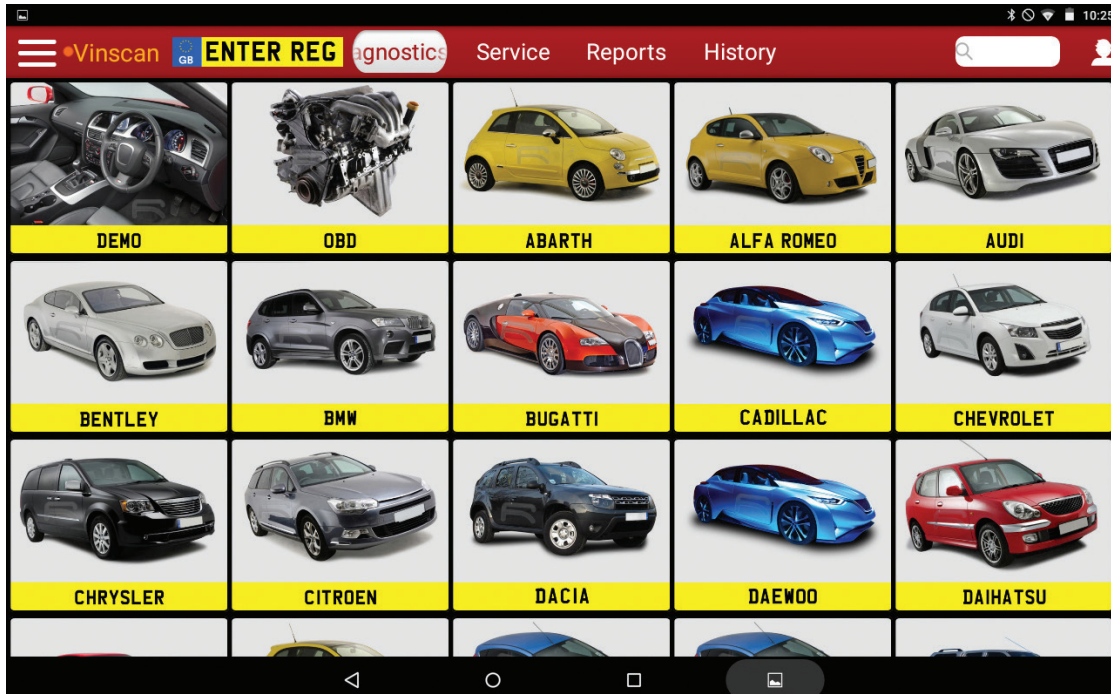 10:25
Vinscan GB ENTER REG agnostics Service Reports History
DEMO OBD ABARTH ALFA ROMEO AUDI
BENTLEY BMW BUGATTI CADILLAC CHEVROLET
CHRYSLER CITROEN DACIA DAEWOO DAIHATSU